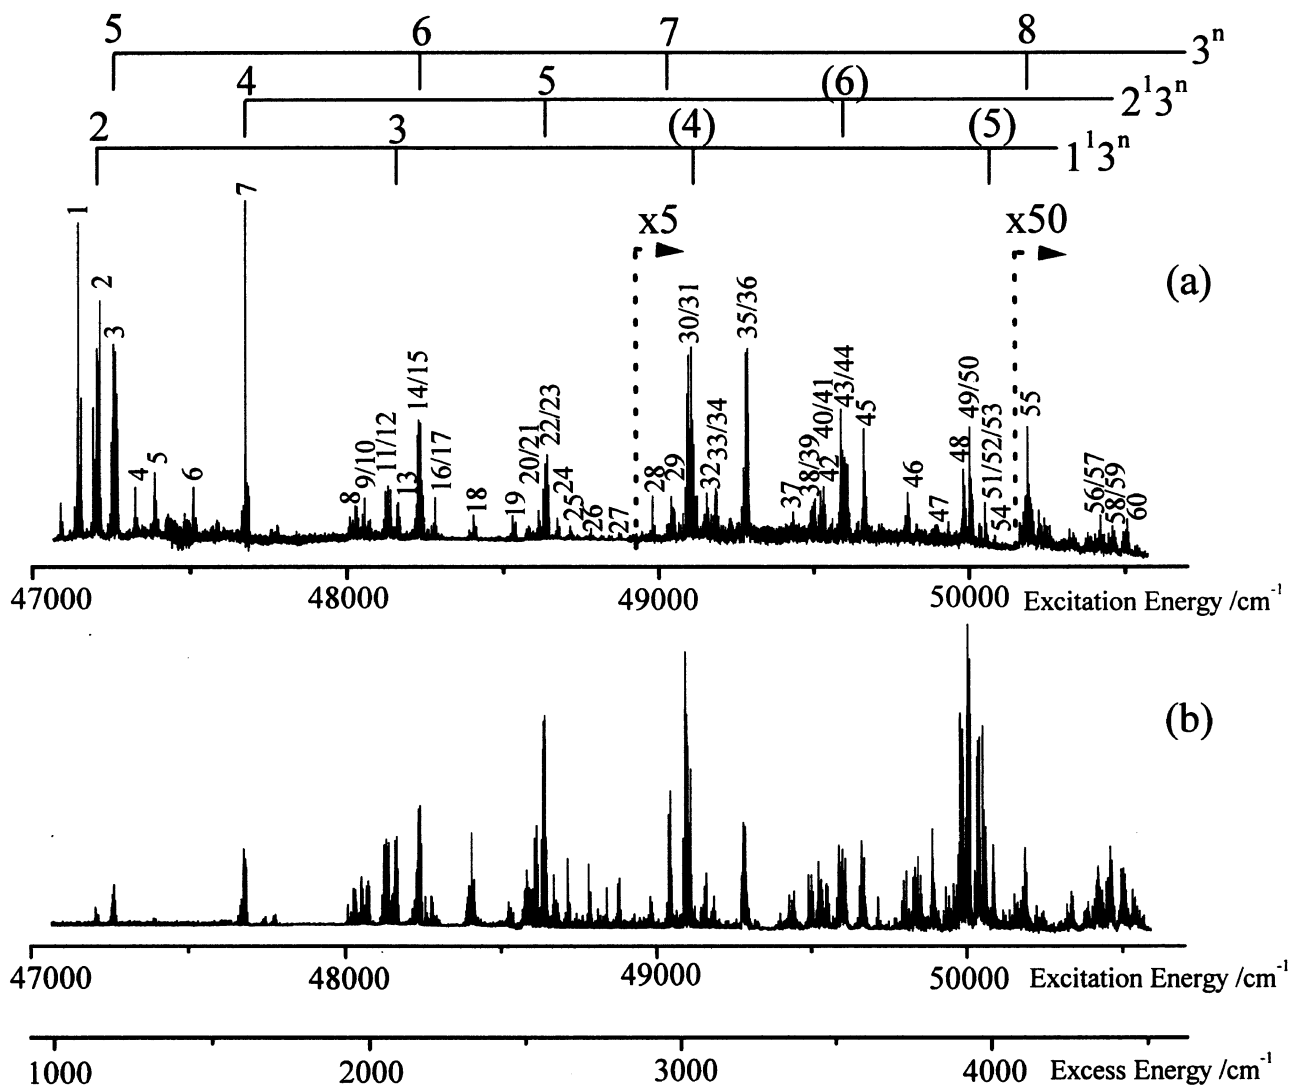 5 6 7 8 3ⁿ
4 5 (6) 2¹3ⁿ
2 3 (4) (5) 1¹3ⁿ
x5 x50
(a)
1 2 3 4 5 6 7 8 9/10 11/12 13 14/15 16/17 18 19 20/21 22/23 24 25 26 27 28 29 30/31 32 33/34 35/36 37 38/39 40/41 42 43/44 45 46 47 48 49/50 51/52/53 54 55 56/57 58/59 60
47000 48000 49000 50000 Excitation Energy /cm⁻¹
(b)
47000 48000 49000 50000 Excitation Energy /cm⁻¹
1000 2000 3000 4000 Excess Energy /cm⁻¹